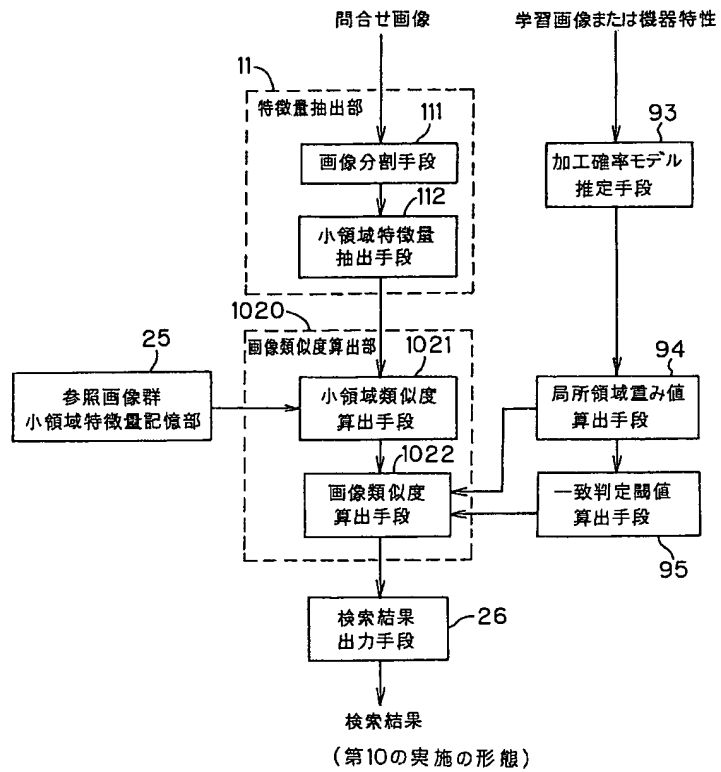 問合せ画像
学習画像または機器特性
11
特徴量抽出部
111
画像分割手段
112
小領域特徴量
抽出手段
93
加工確率モデル
推定手段
1020
画像類似度算出部
25
参照画像群
小領域特徴量記憶部
1021
小領域類似度
算出手段
1022
画像類似度
算出手段
94
局所領域重み値
算出手段
一致判定閾値
算出手段
95
検索結果
出力手段
26
検索結果
(第10の実施の形態)